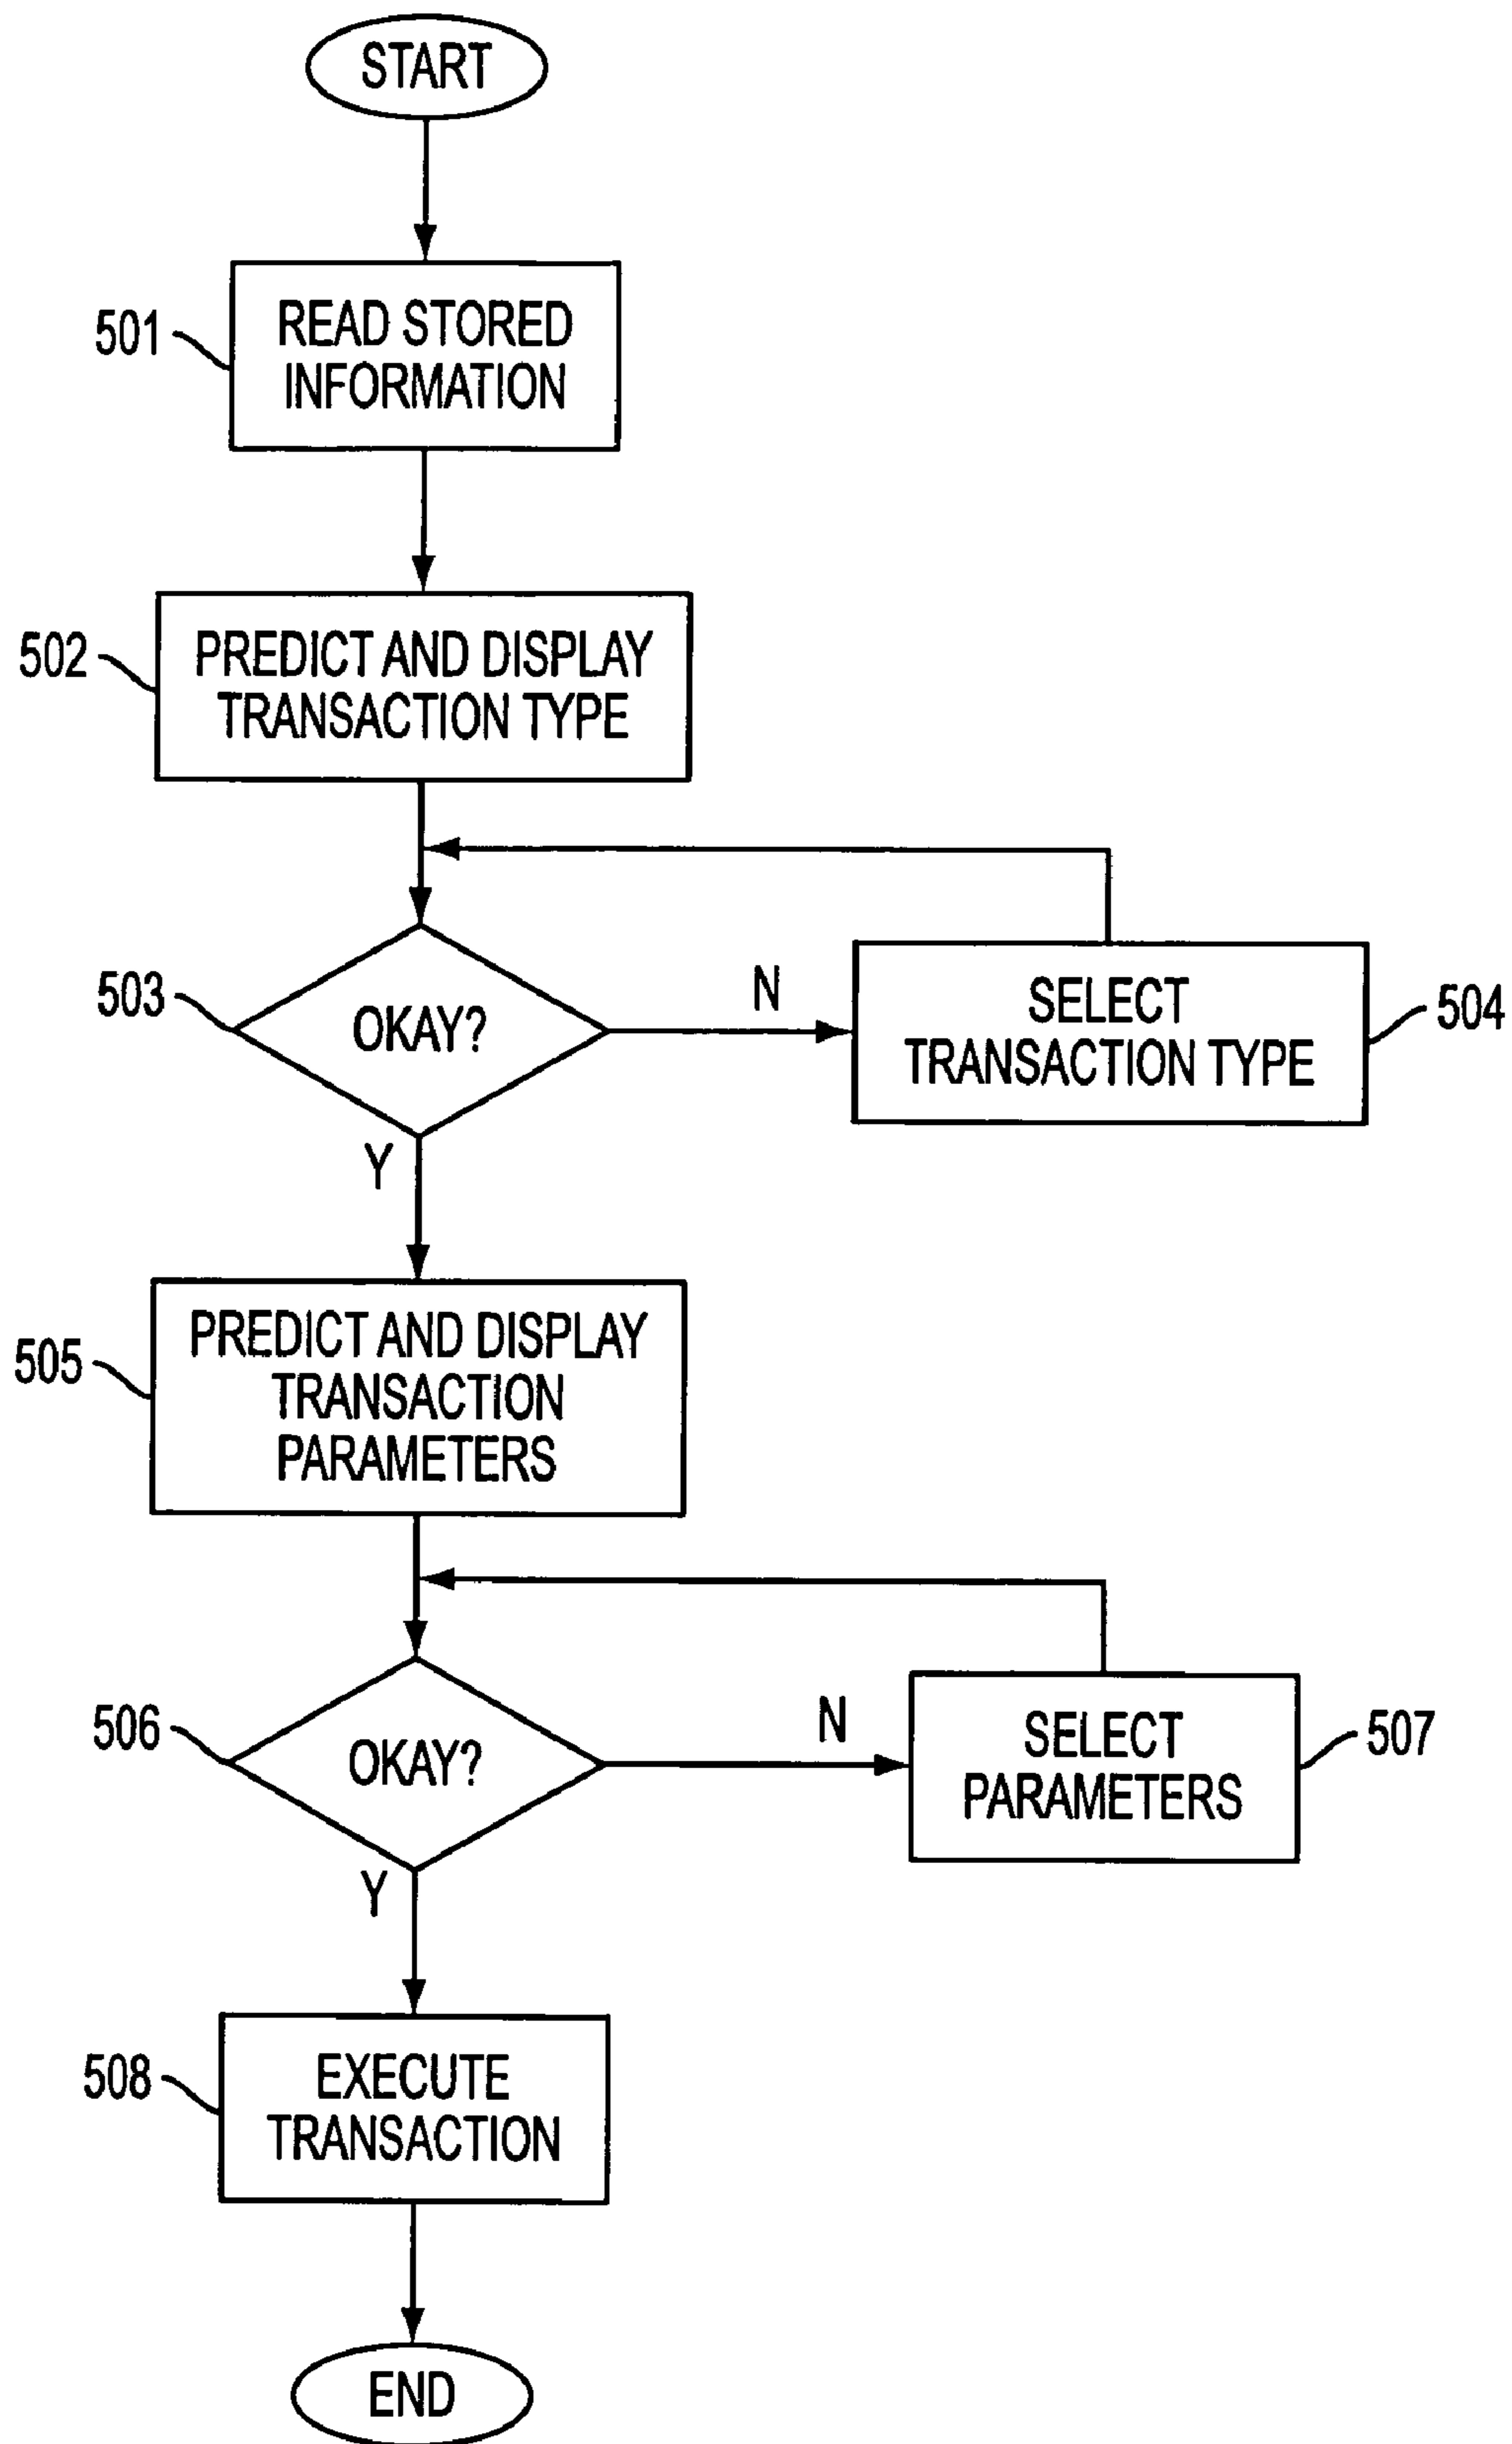 START
501
READ STORED
INFORMATION
502
PREDICT AND DISPLAY
TRANSACTION TYPE
503
OKAY?
N
SELECT
TRANSACTION TYPE
504
Y
505
PREDICT AND DISPLAY
TRANSACTION
PARAMETERS
506
OKAY?
N
SELECT
PARAMETERS
507
Y
508
EXECUTE
TRANSACTION
END